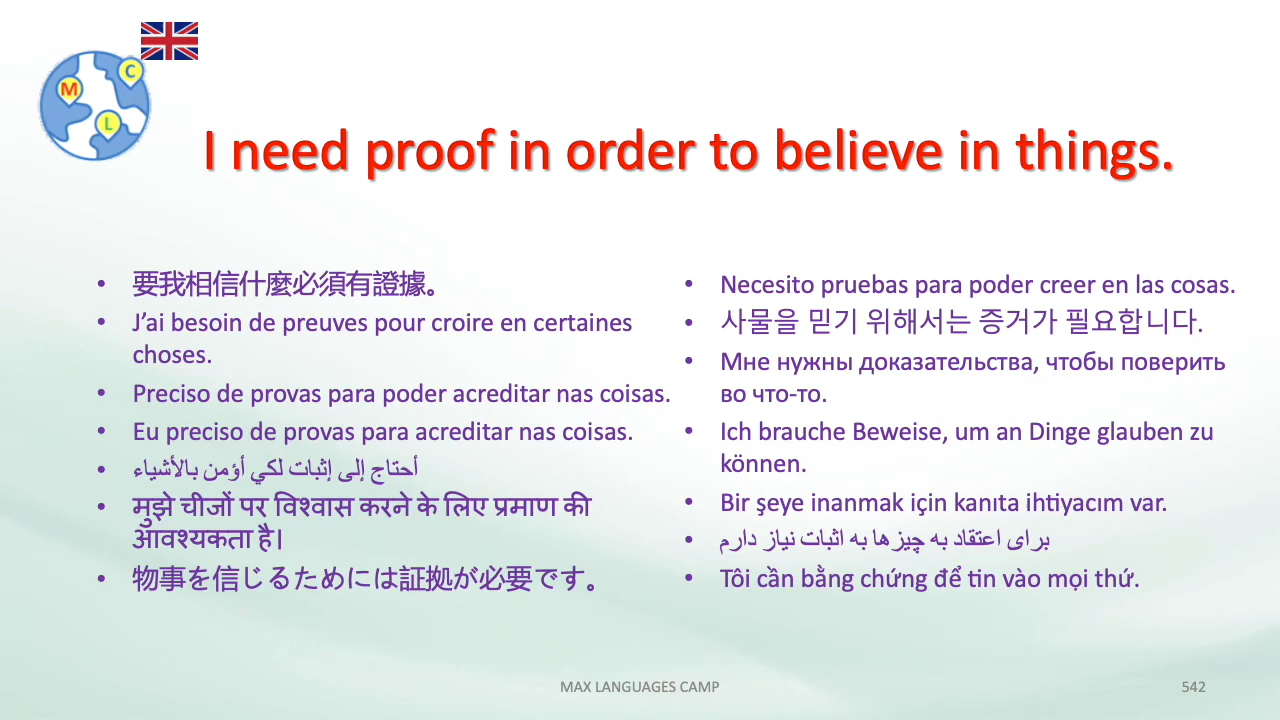 M
C
L
I need proof in order to believe in things.
• 要我相信什麼必須有證據。
• J’ai besoin de preuves pour croire en certaines
choses.
• Preciso de provas para poder acreditar nas coisas.
• Eu preciso de provas para acreditar nas coisas.
• أحتاج إلى إثبات لكي أؤمن بالأشياء
• मुझे चीजों पर विश्वास करने के लिए प्रमाण की
आवश्यकता है।
• 物事を信じるためには証拠が必要です。
• Necesito pruebas para poder creer en las cosas.
• 사물을 믿기 위해서는 증거가 필요합니다.
• Мне нужны доказательства, чтобы поверить
во что-то.
• Ich brauche Beweise, um an Dinge glauben zu
können.
• Bir şeye inanmak için kanıta ihtiyacım var.
• برای اعتقاد به چیزها به اثبات نیاز دارم
• Tôi cần bằng chứng để tin vào mọi thứ.
MAX LANGUAGES CAMP
542